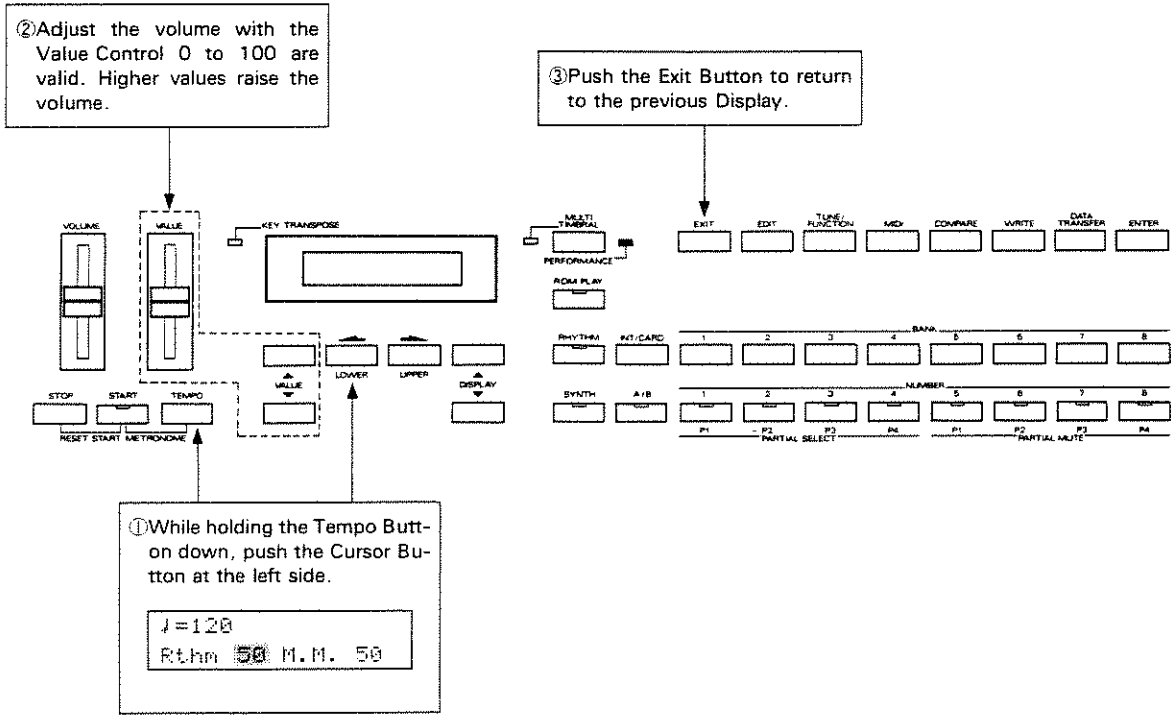 ②Adjust the volume with the
Value Control 0 to 100 are
valid. Higher values raise the
volume.
③Push the Exit Button to return
to the previous Display.
VOLUME
VALUE
KEY TRANSPOSE
MULTI
TIMBRAL
PERFORMANCE
EXIT
EDIT
TUNE/
FUNCTION
MIDI
COMPARE
WRITE
DATA
TRANSFER
ENTER
ROM PLAY
RHYTHM
INT/CARD
BANK
1 2 3 4 5 6 7 8
LOWER
UPPER
VALUE
DISPLAY
STOP
START
TEMPO
RESET START
METRONOME
SYNTH
A/B
NUMBER
1 2 3 4 5 6 7 8
P1 P2 P3 P4 P1 P2 P3 P4
PARTIAL SELECT
PARTIAL MUTE
①While holding the Tempo Butt-
on down, push the Cursor Bu-
tton at the left side.
♩=120
Rthm 50 M.M. 50